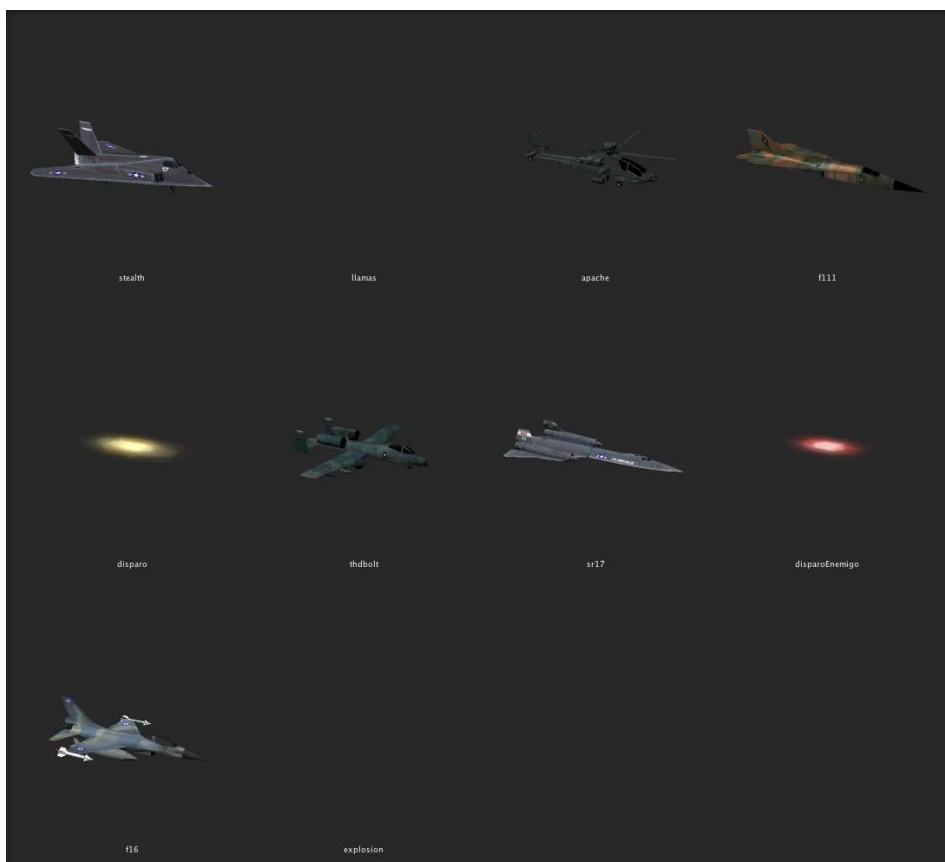 stealth
llamas
apache
f111
disparo
thdbolt
sr17
disparoEnemigo
f16
explosion